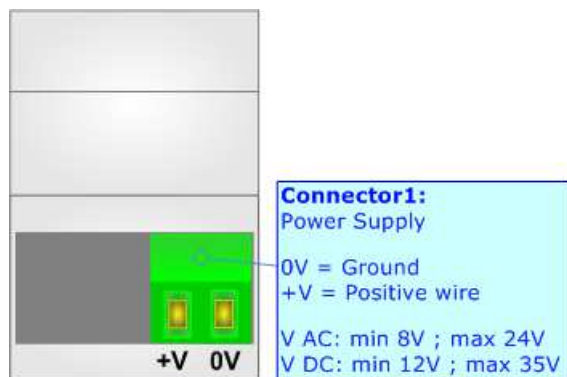 Connector1:
Power Supply
0V = Ground
+V = Positive wire
V AC: min 8V ; max 24V
V DC: min 12V ; max 35V
+V 0V